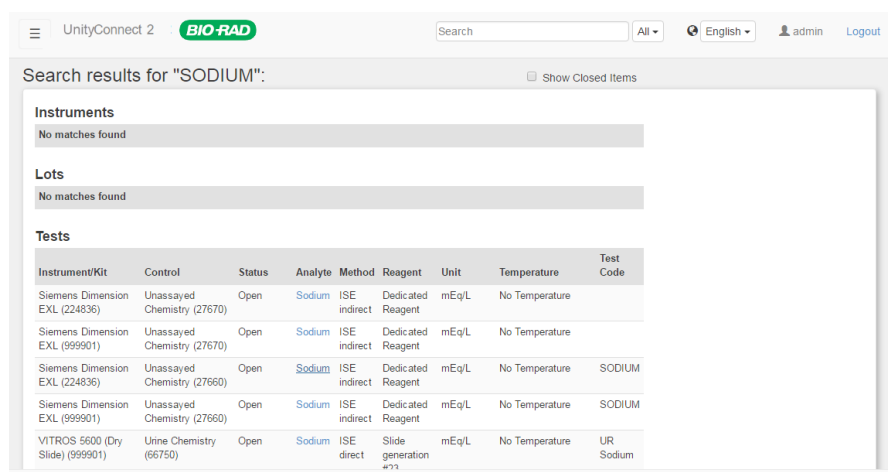 ☰ UnityConnect 2 BIO-RAD Search All English admin Logout
Search results for "SODIUM": Show Closed Items
Instruments
No matches found
Lots
No matches found
Tests
Instrument/Kit Control Status Analyte Method Reagent Unit Temperature Test Code
Siemens Dimension Unassayed Open Sodium ISE Dedicated mEq/L No Temperature
EXL (224836) Chemistry (27670) indirect Reagent
Siemens Dimension Unassayed Open Sodium ISE Dedicated mEq/L No Temperature
EXL (999901) Chemistry (27670) indirect Reagent
Siemens Dimension Unassayed Open Sodium ISE Dedicated mEq/L No Temperature SODIUM
EXL (224836) Chemistry (27660) indirect Reagent
Siemens Dimension Unassayed Open Sodium ISE Dedicated mEq/L No Temperature SODIUM
EXL (999901) Chemistry (27660) indirect Reagent
VITROS 5600 (Dry Urine Chemistry Open Sodium ISE Slide mEq/L No Temperature UR
Slide) (999901) (66750) direct generation Sodium
#23